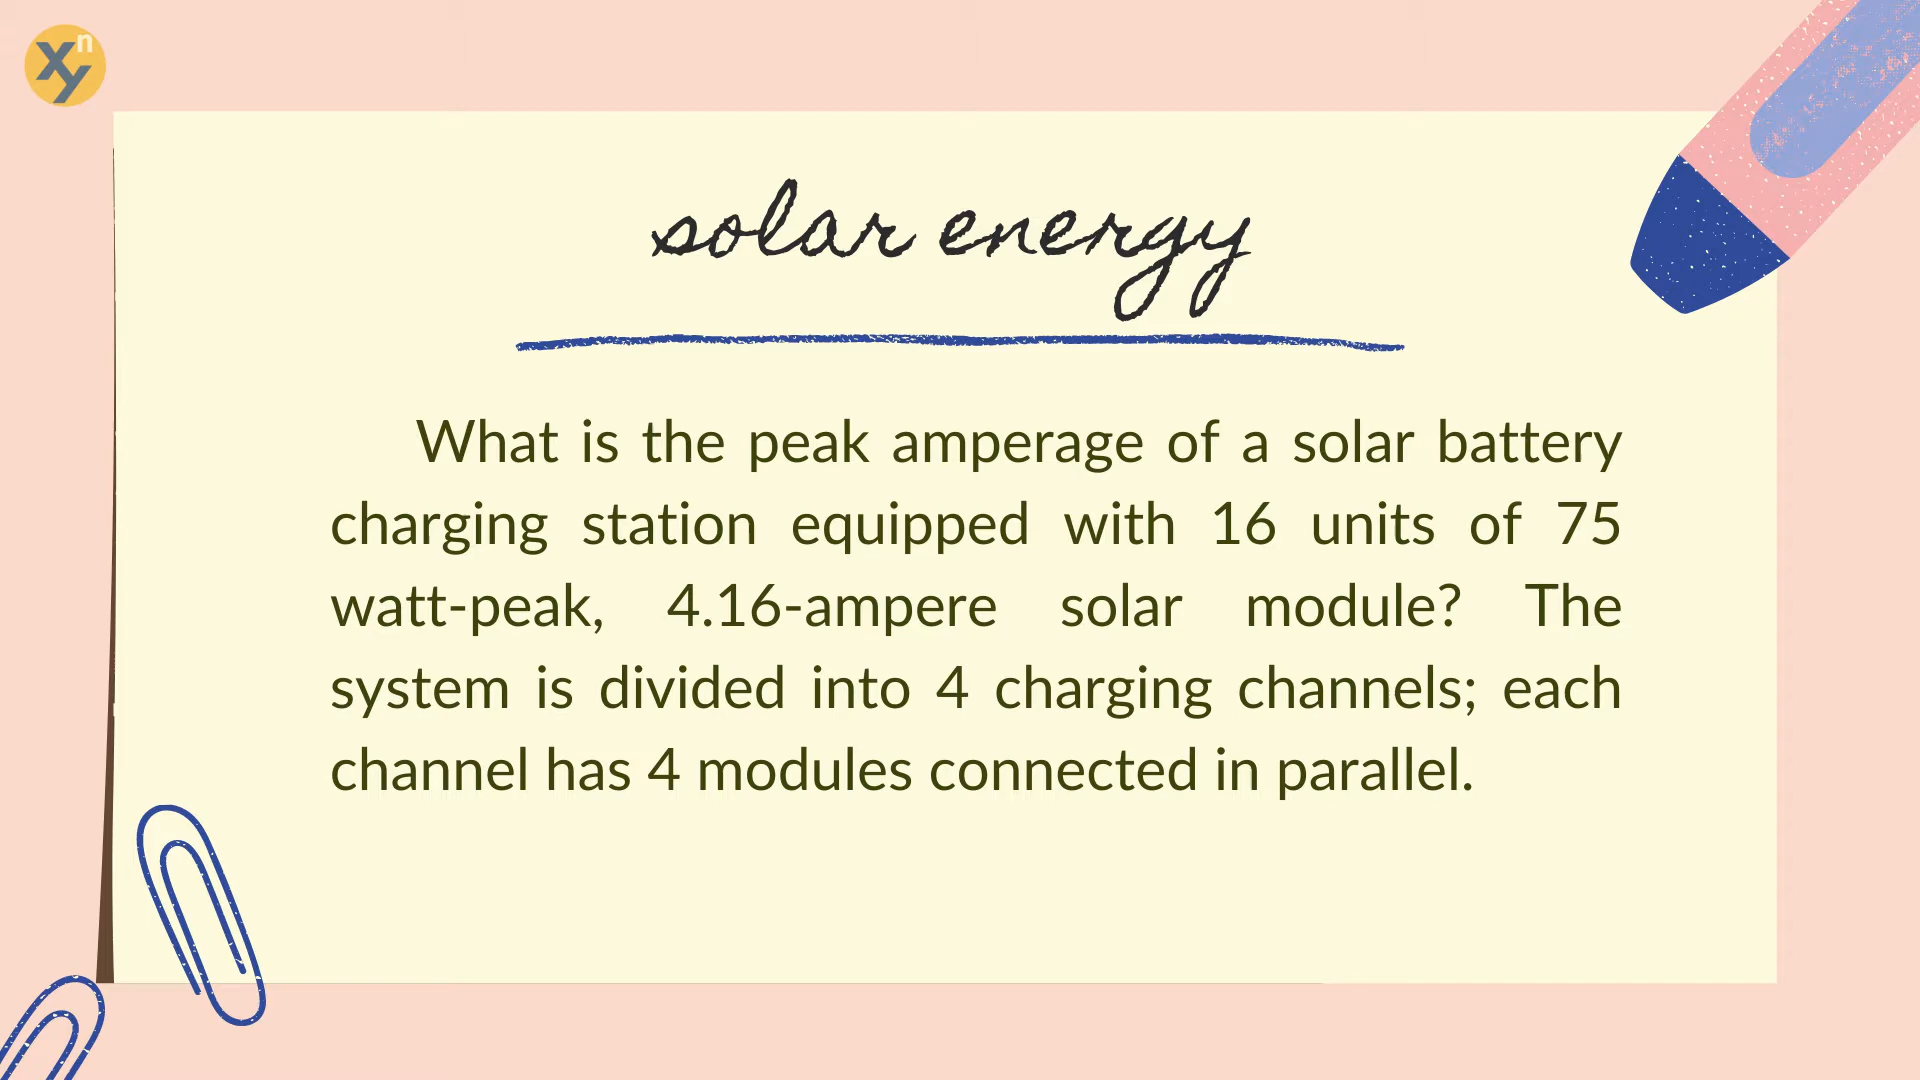 xy n
solar energy
What is the peak amperage of a solar battery
charging station equipped with 16 units of 75
watt-peak, 4.16-ampere solar module? The
system is divided into 4 charging channels; each
channel has 4 modules connected in parallel.